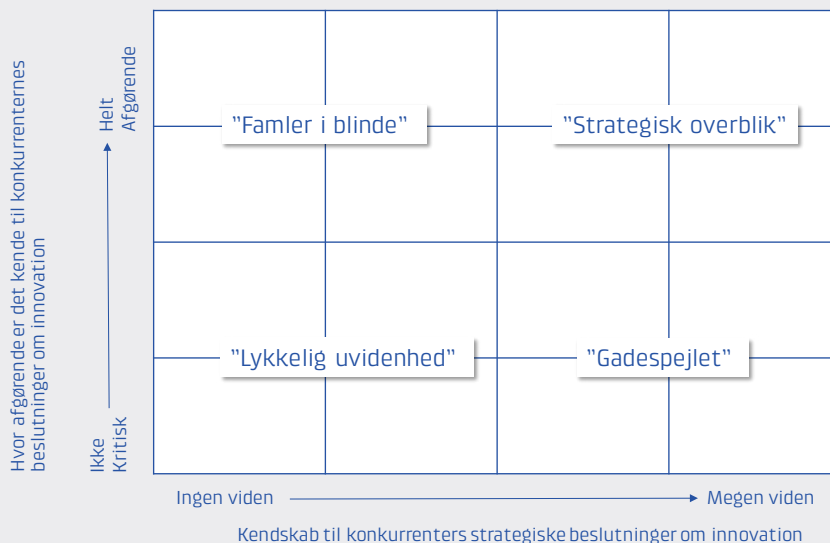 Hvor afgørende er det kende til konkurrenternes
beslutninger om innovation
Helt
Afgørende
Ikke
Kritisk
”Famler i blinde”
”Strategisk overblik”
”Lykkelig uvidenhed”
”Gadespejlet”
Ingen viden
Megen viden
Kendskab til konkurrenters strategiske beslutninger om innovation